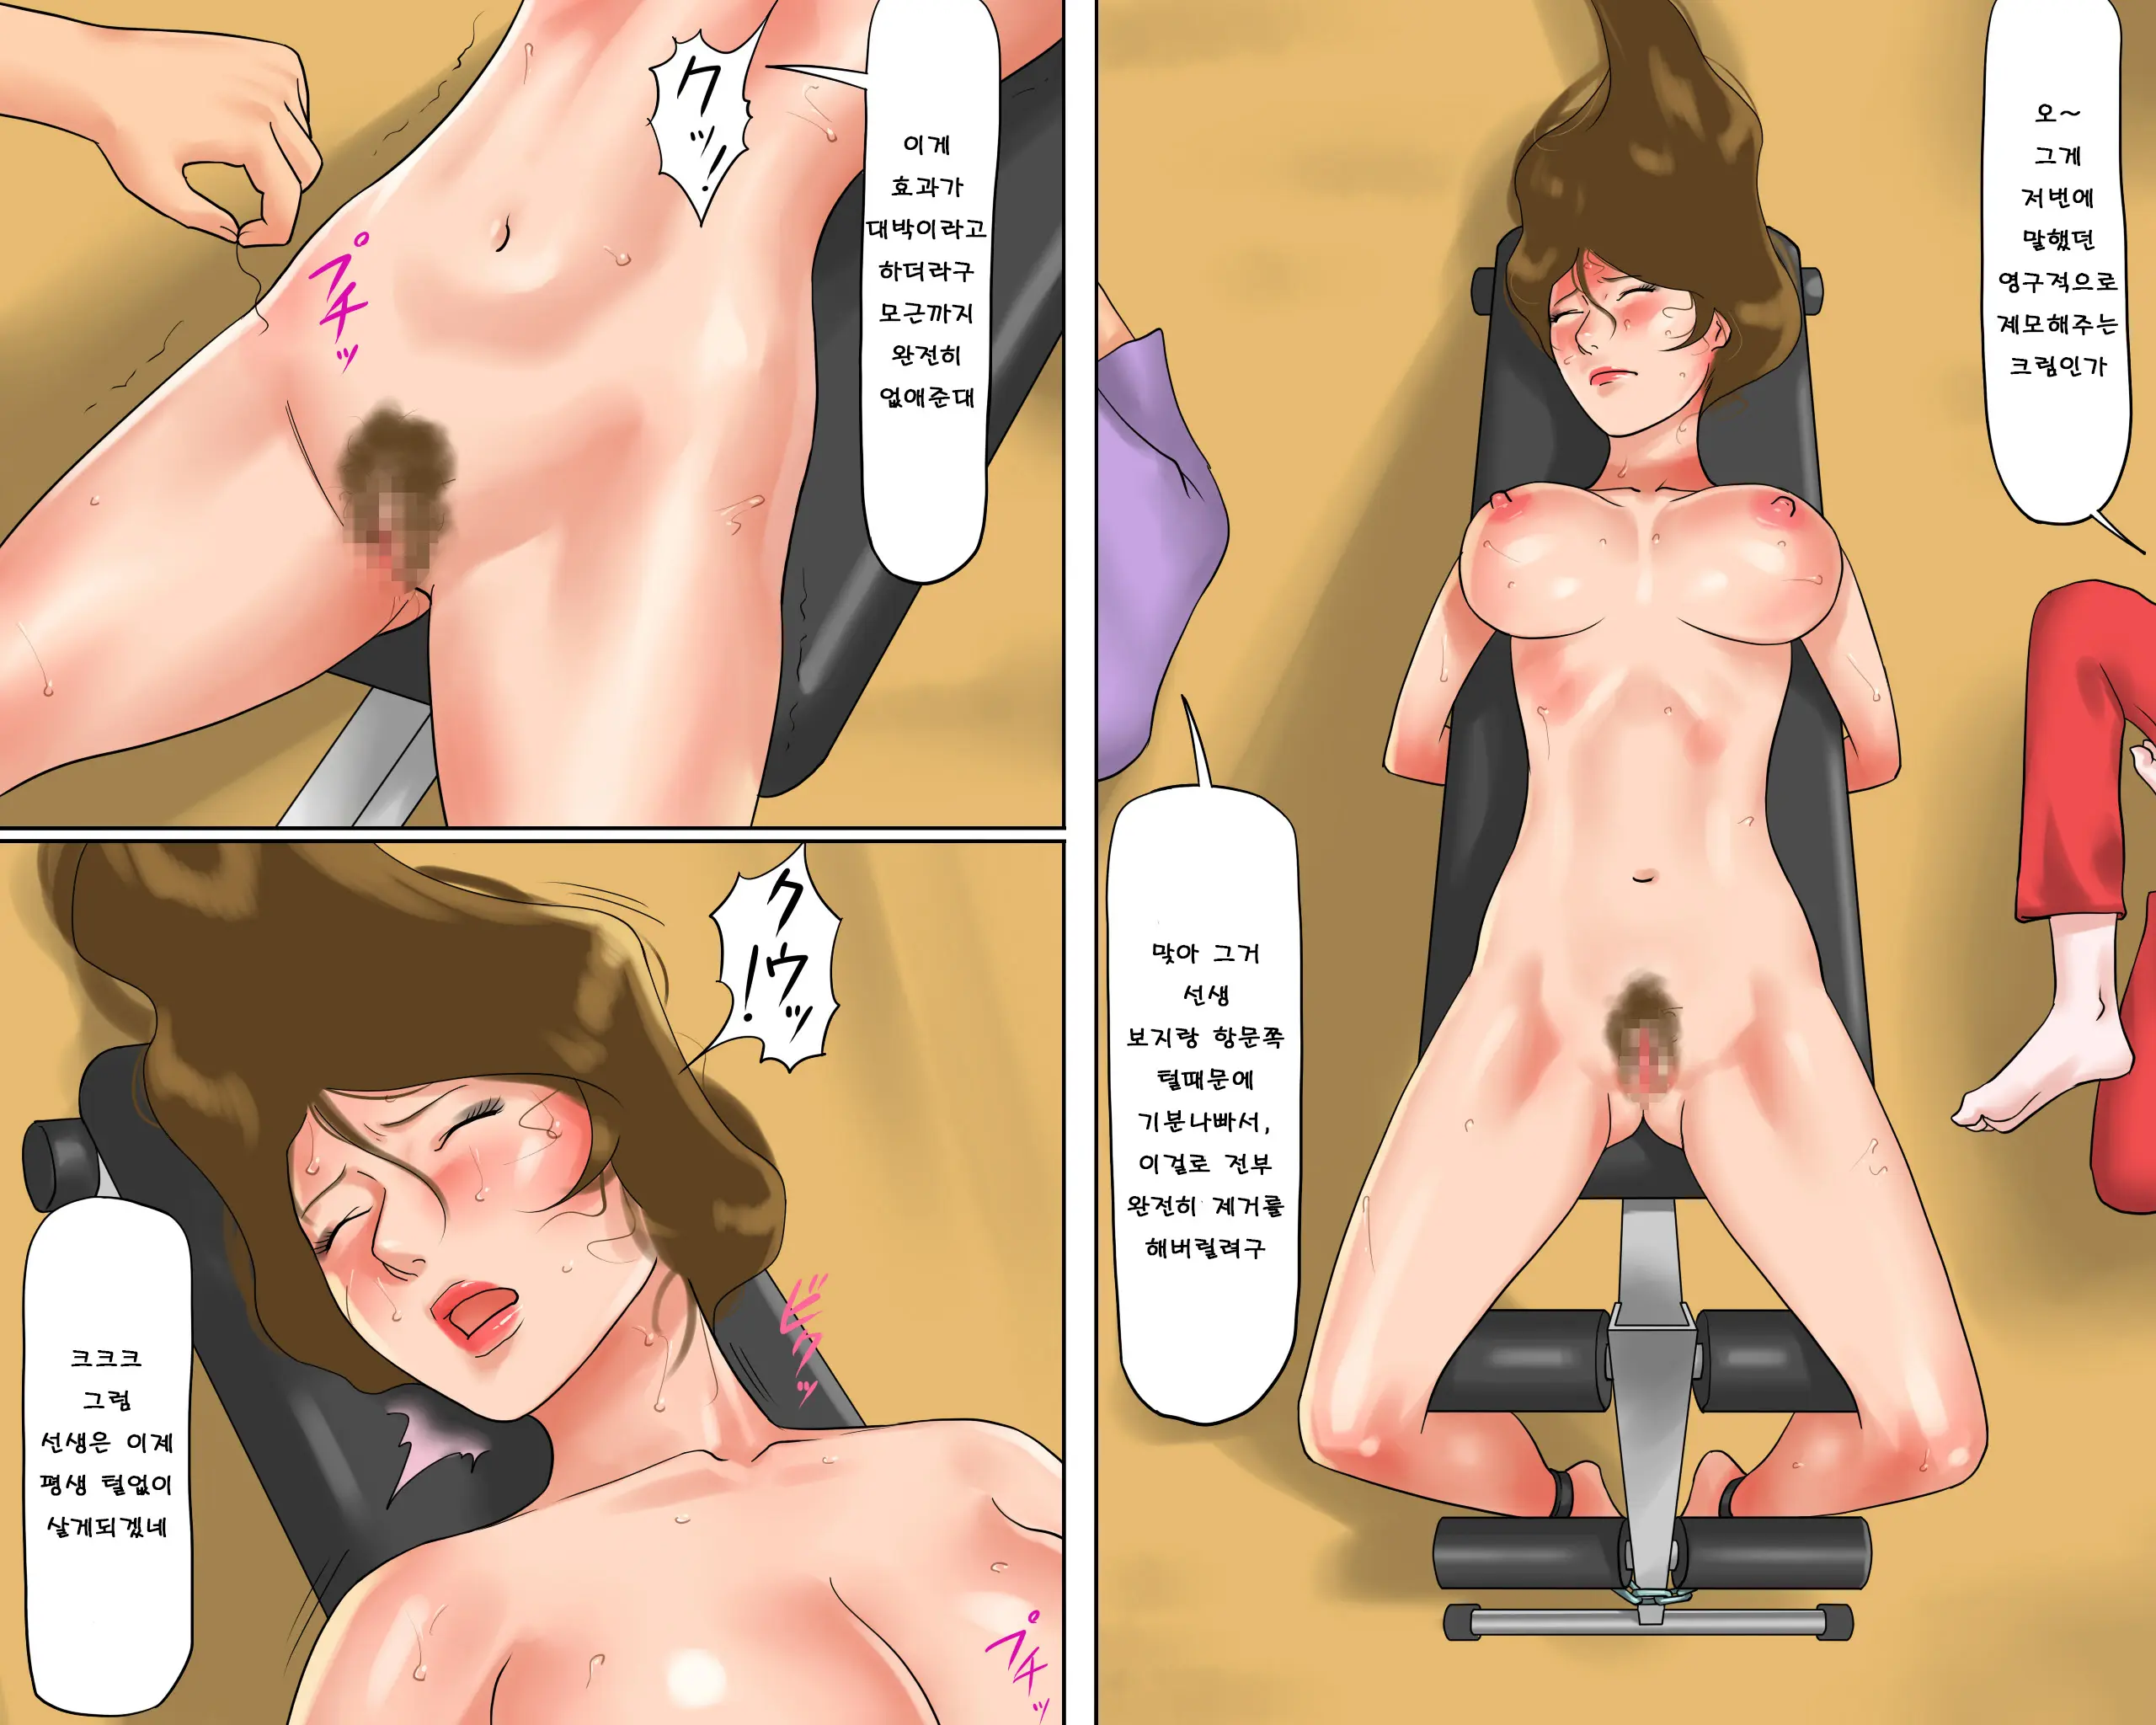 오~
그게
저번에
말했던
영구적으로
제모해주는
크림인가
맞아 그거
선생
보지랑 항문쪽
털때문에
기분나빠서,
이걸로 전부
완전히 제거를
해버릴려구
이게
효과가
대박이라고
하더라구
모근까지
완전히
없애준대
クッ!
プチッ
クウッ!
ビクッ
크크크
그럼
선생은 이제
평생 털없이
살게되겠네
プチッ